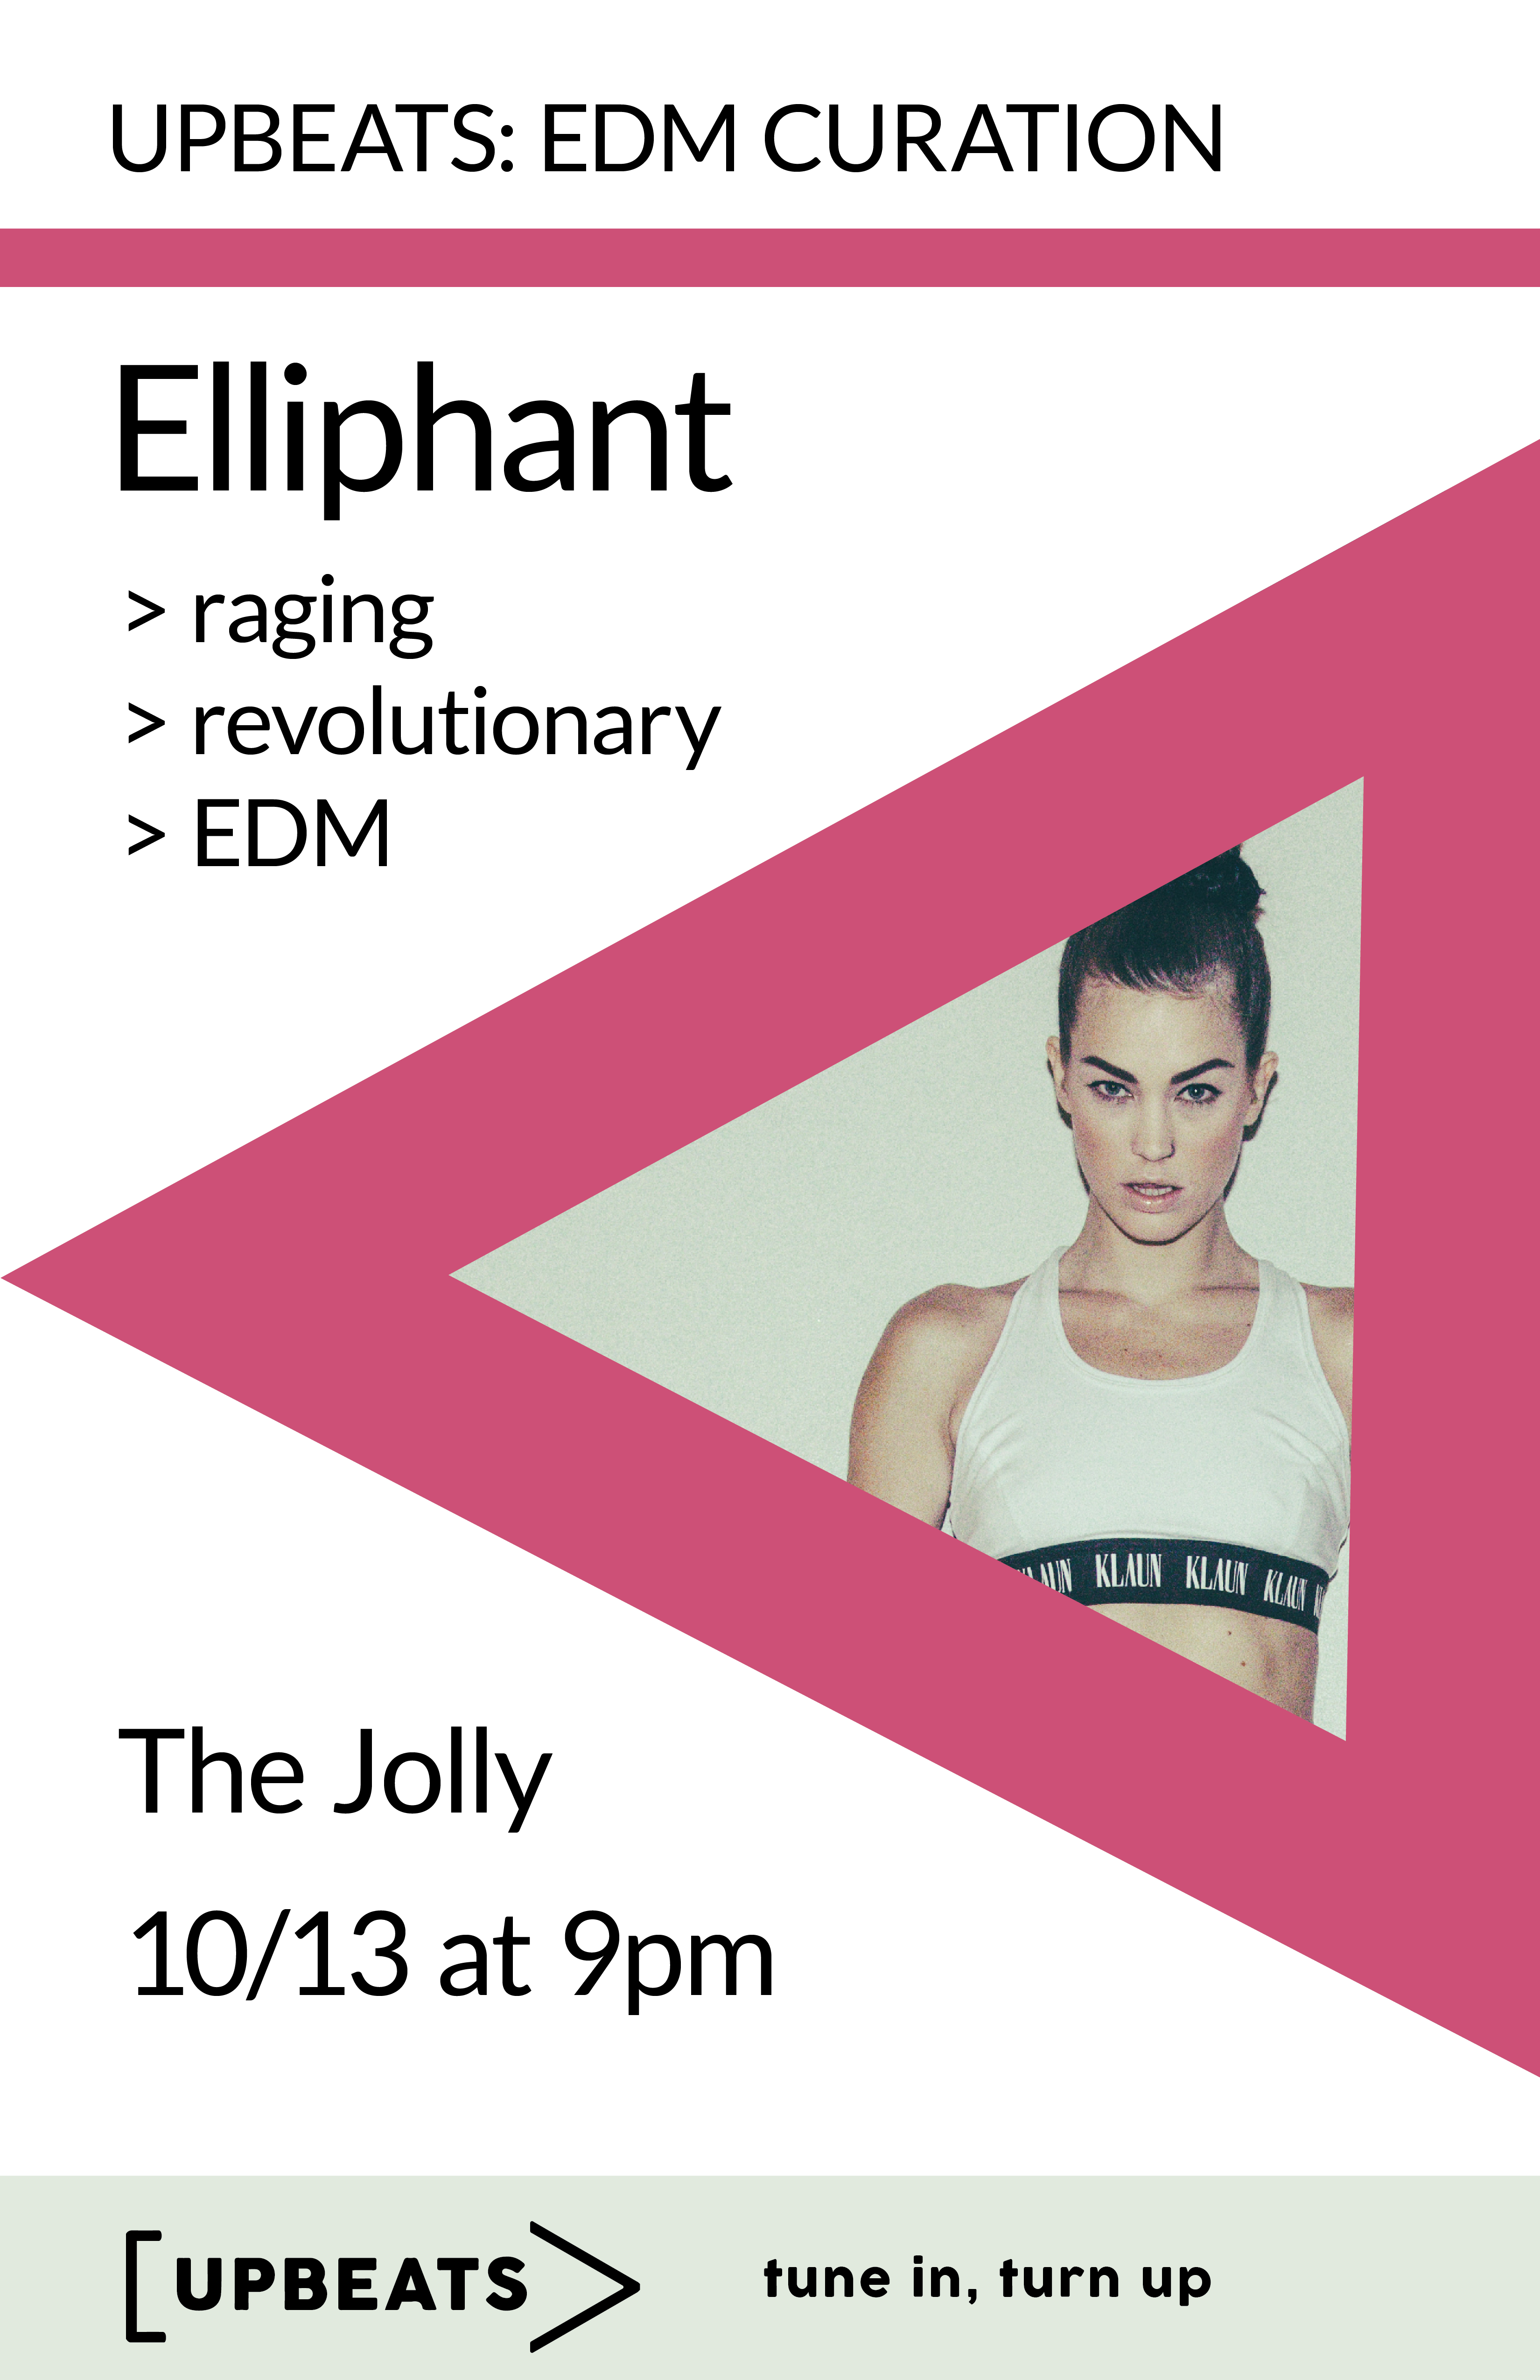 UPBEATS: EDM CURATION
Elliphant
> raging
> revolutionary
> EDM
KLAUN KLAUN KLAUN
The Jolly
10/13 at 9pm
[UPBEATS>
tune in, turn up